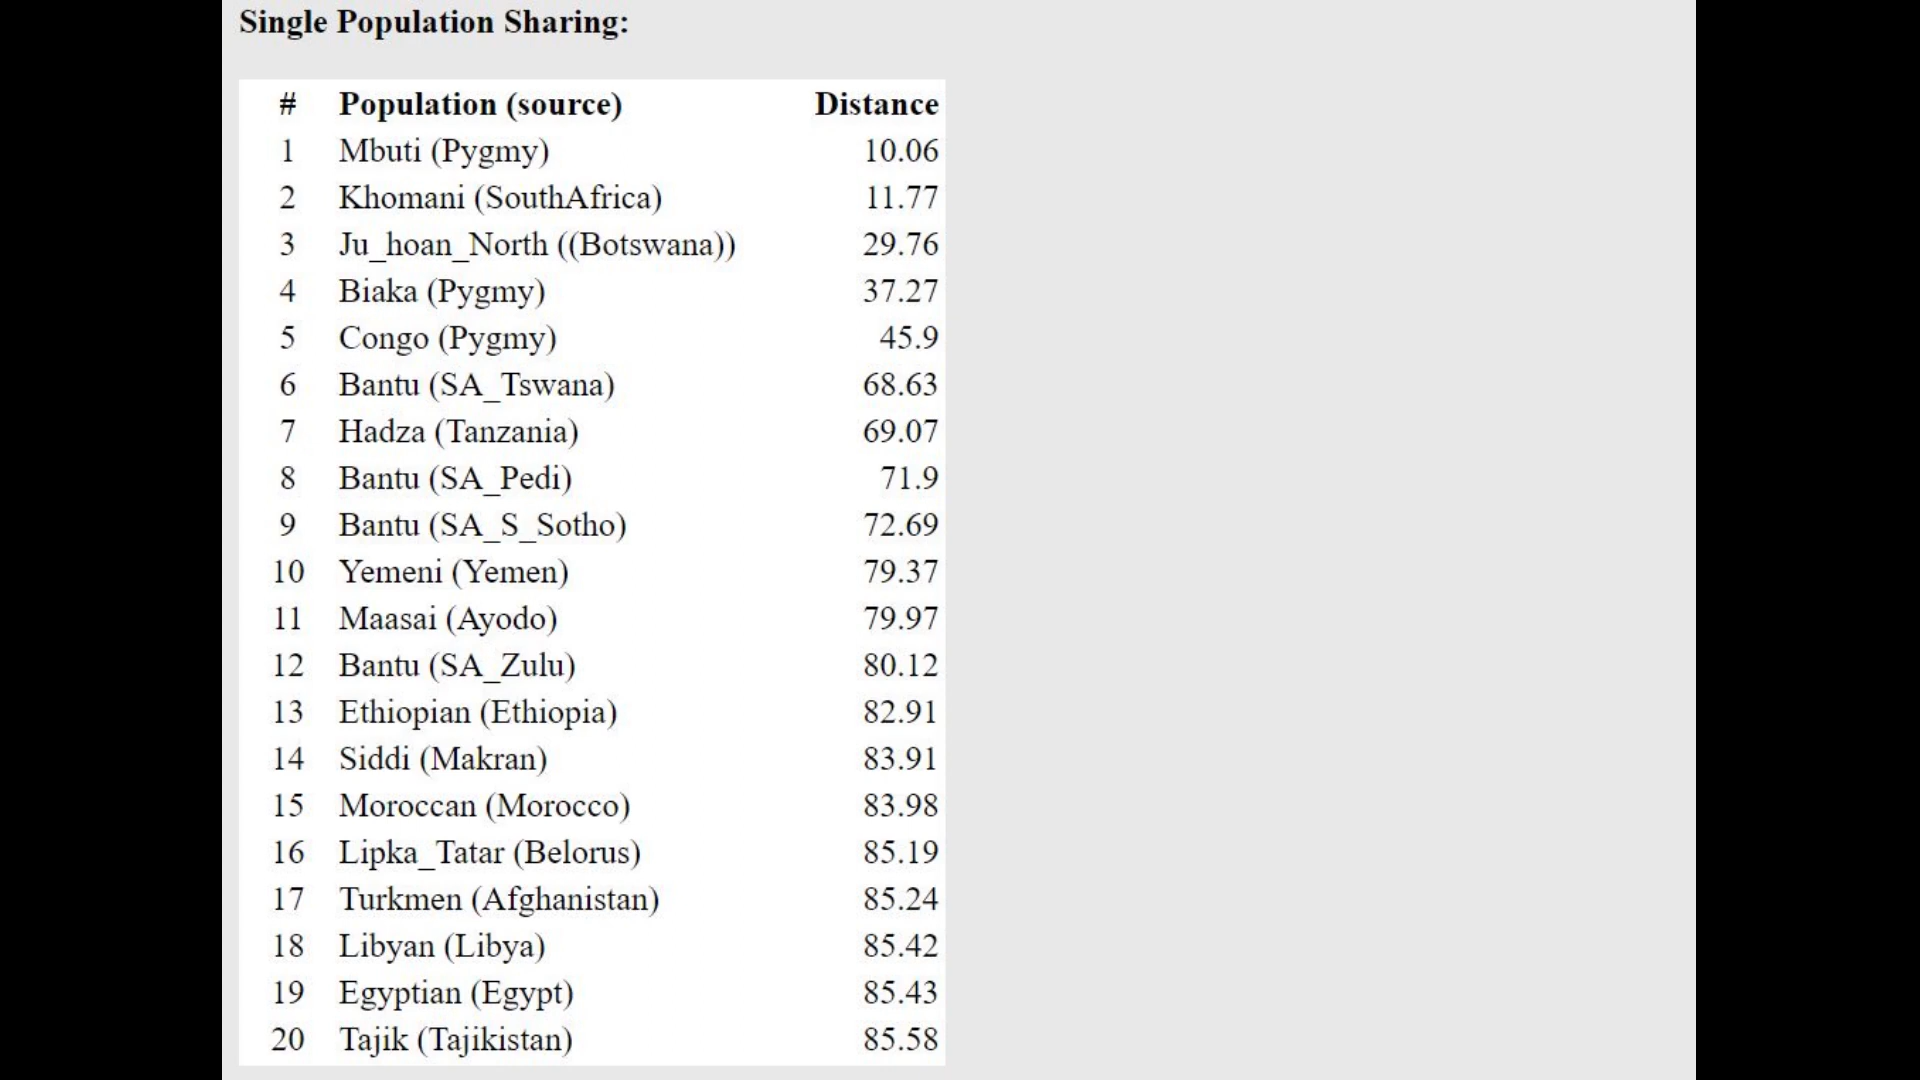 Single Population Sharing:
# Population (source) Distance
1 Mbuti (Pygmy) 10.06
2 Khomani (SouthAfrica) 11.77
3 Ju_hoan_North ((Botswana)) 29.76
4 Biaka (Pygmy) 37.27
5 Congo (Pygmy) 45.9
6 Bantu (SA_Tswana) 68.63
7 Hadza (Tanzania) 69.07
8 Bantu (SA_Pedi) 71.9
9 Bantu (SA_S_Sotho) 72.69
10 Yemeni (Yemen) 79.37
11 Maasai (Ayodo) 79.97
12 Bantu (SA_Zulu) 80.12
13 Ethiopian (Ethiopia) 82.91
14 Siddi (Makran) 83.91
15 Moroccan (Morocco) 83.98
16 Lipka_Tatar (Belorus) 85.19
17 Turkmen (Afghanistan) 85.24
18 Libyan (Libya) 85.42
19 Egyptian (Egypt) 85.43
20 Tajik (Tajikistan) 85.58